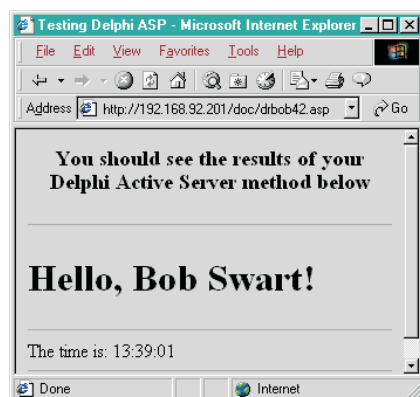 Testing Delphi ASP - Microsoft Internet Explorer
File Edit View Favorites Tools Help
Address http://192.168.92.201/doc/drbob42.asp Go
You should see the results of your
Delphi Active Server method below
Hello, Bob Swart!
The time is: 13:39:01
Done Internet